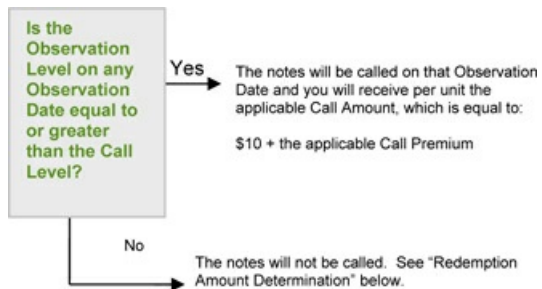 Is the
Observation
Level on any
Observation
Date equal to
or greater
than the Call
Level?
Yes
The notes will be called on that Observation
Date and you will receive per unit the
applicable Call Amount, which is equal to:
$10 + the applicable Call Premium
No
The notes will not be called.  See “Redemption
Amount Determination” below.